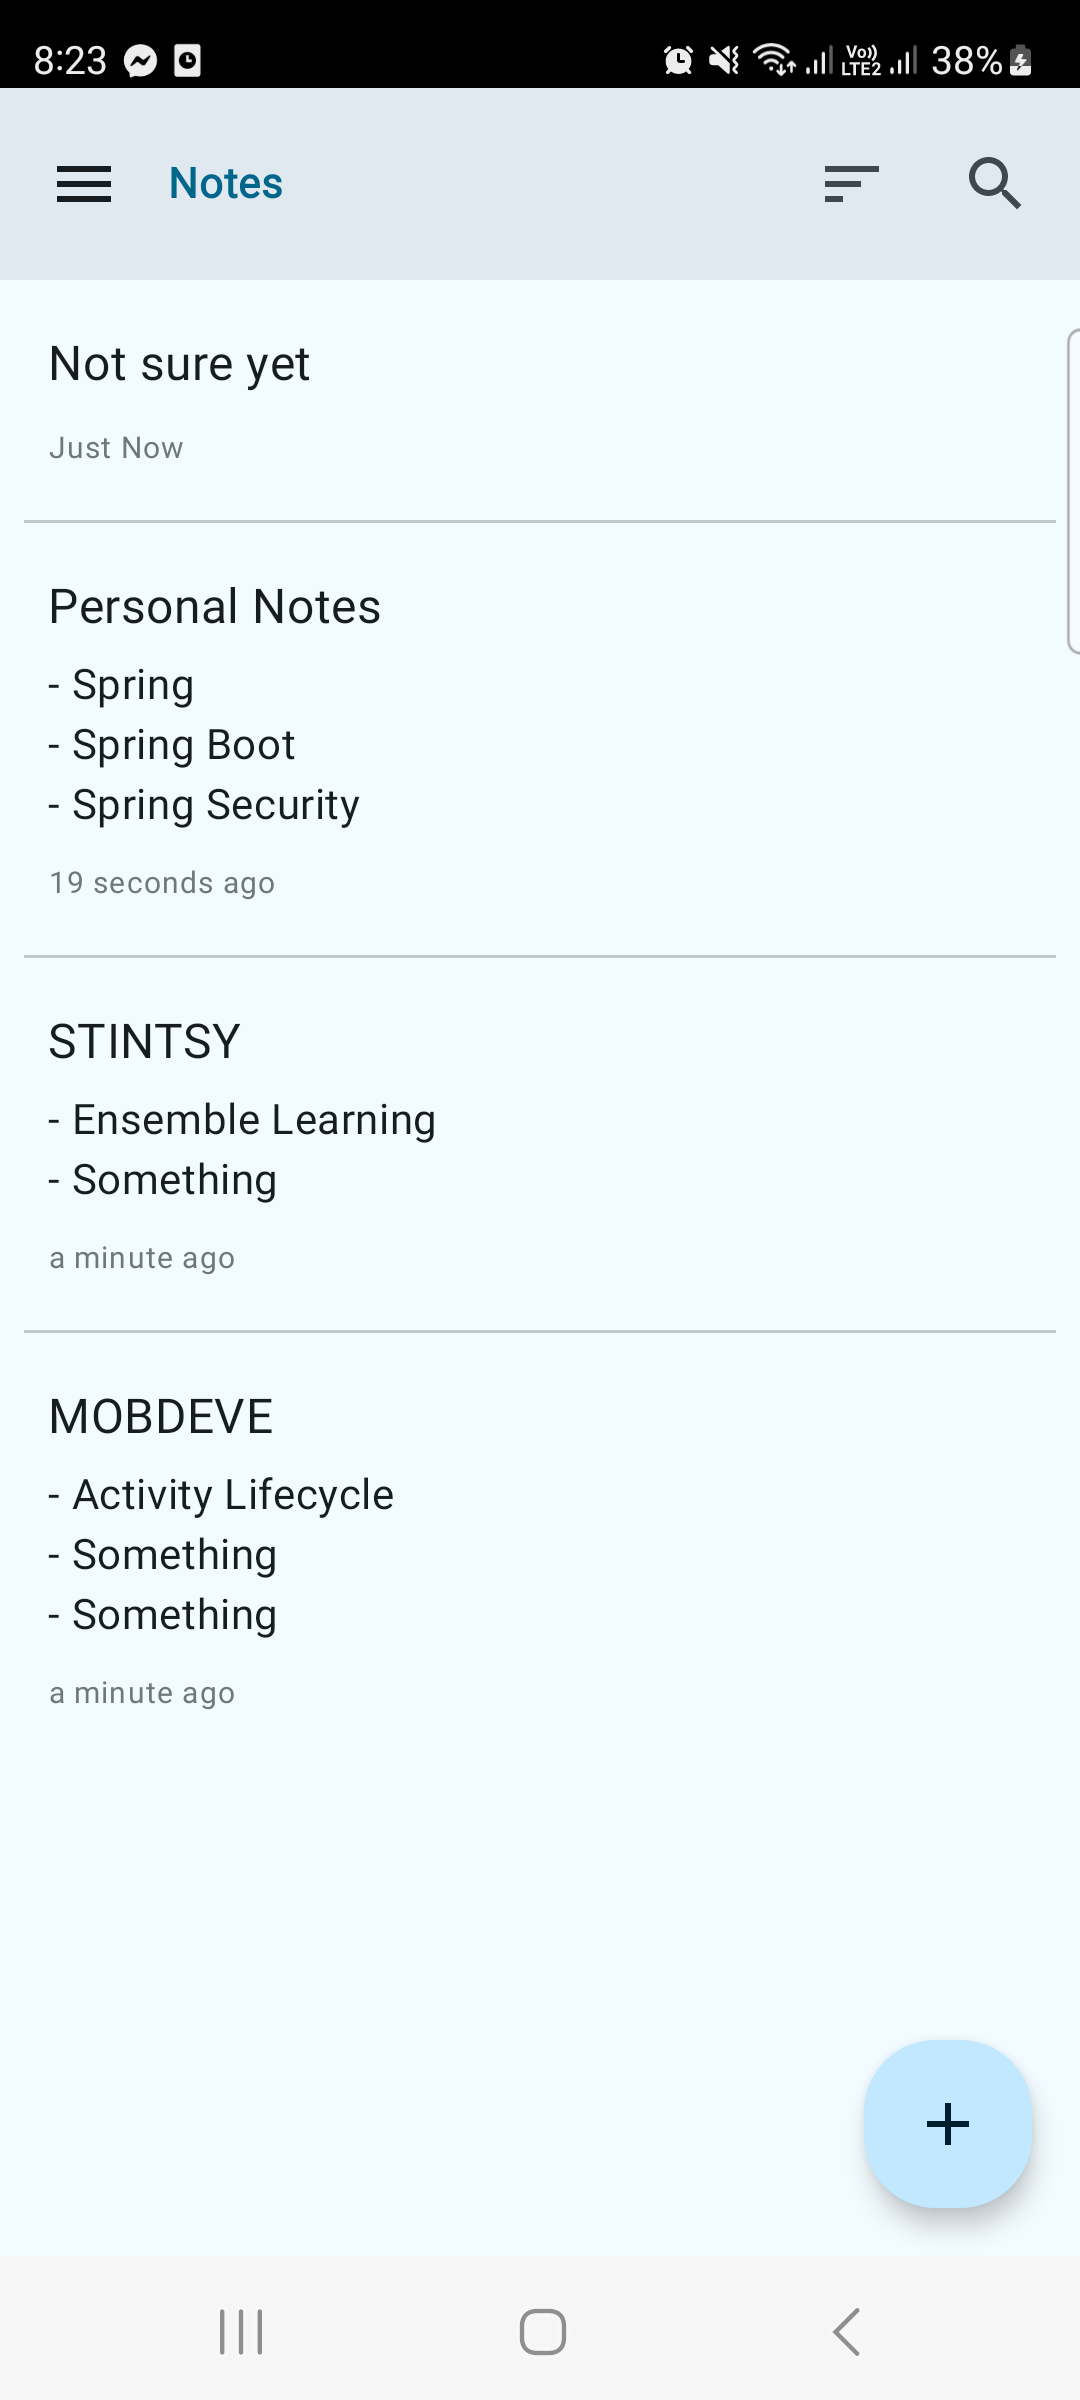 8:23 Vo)) LTE2 38%
Notes
Not sure yet
Just Now
Personal Notes
- Spring
- Spring Boot
- Spring Security
19 seconds ago
STINTSY
- Ensemble Learning
- Something
a minute ago
MOBDEVE
- Activity Lifecycle
- Something
- Something
a minute ago